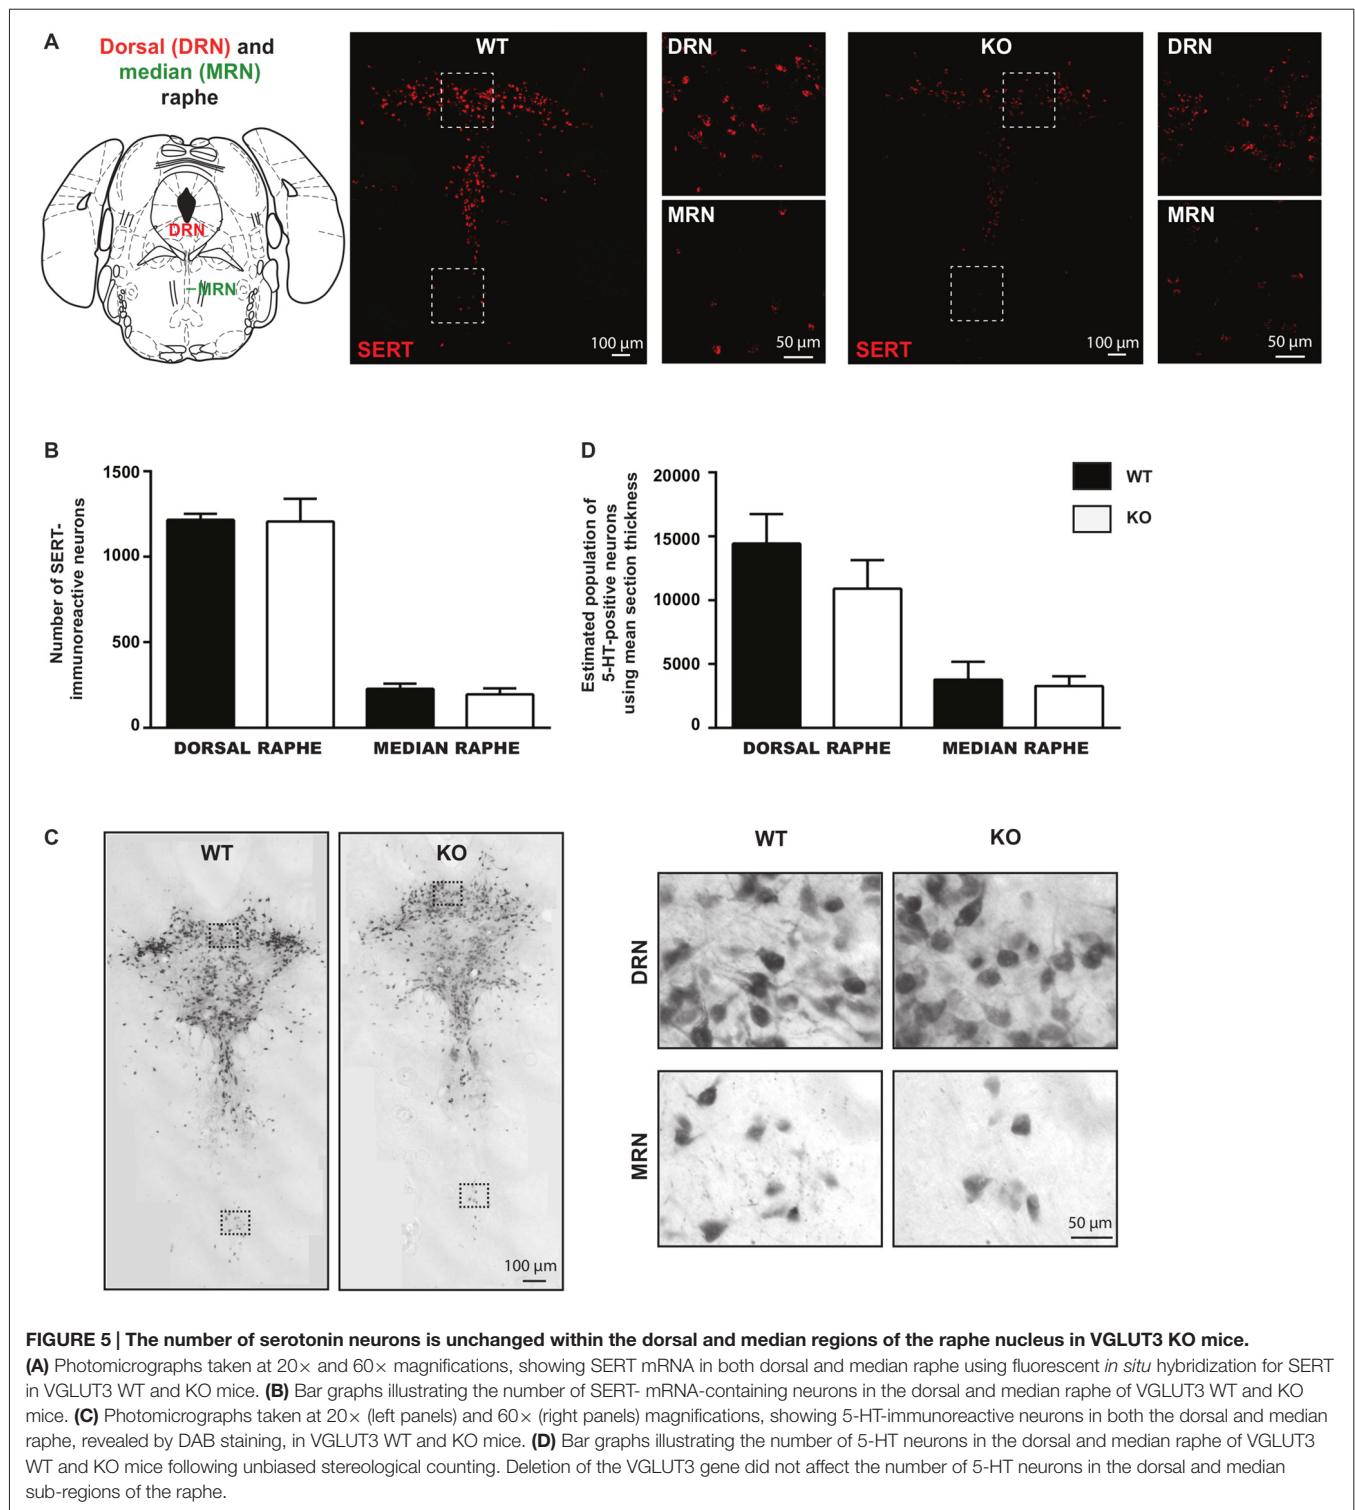 A
Dorsal (DRN) and
median (MRN)
raphe
DRN
MRN
WT
SERT
100 µm
DRN
MRN
50 µm
KO
SERT
100 µm
DRN
MRN
50 µm
B
Number of SERT-
immunoreactive neurons
1500
1000
500
0
DORSAL RAPHE
MEDIAN RAPHE
D
Estimated population of
5-HT-positive neurons
using mean section thickness
20000
15000
10000
5000
0
DORSAL RAPHE
MEDIAN RAPHE
WT
KO
C
WT
KO
100 µm
WT
KO
DRN
MRN
50 µm
FIGURE 5 | The number of serotonin neurons is unchanged within the dorsal and median regions of the raphe nucleus in VGLUT3 KO mice.
(A) Photomicrographs taken at 20× and 60× magnifications, showing SERT mRNA in both dorsal and median raphe using fluorescent in situ hybridization for SERT
in VGLUT3 WT and KO mice. (B) Bar graphs illustrating the number of SERT- mRNA-containing neurons in the dorsal and median raphe of VGLUT3 WT and KO
mice. (C) Photomicrographs taken at 20× (left panels) and 60× (right panels) magnifications, showing 5-HT-immunoreactive neurons in both the dorsal and median
raphe, revealed by DAB staining, in VGLUT3 WT and KO mice. (D) Bar graphs illustrating the number of 5-HT neurons in the dorsal and median raphe of VGLUT3
WT and KO mice following unbiased stereological counting. Deletion of the VGLUT3 gene did not affect the number of 5-HT neurons in the dorsal and median
sub-regions of the raphe.